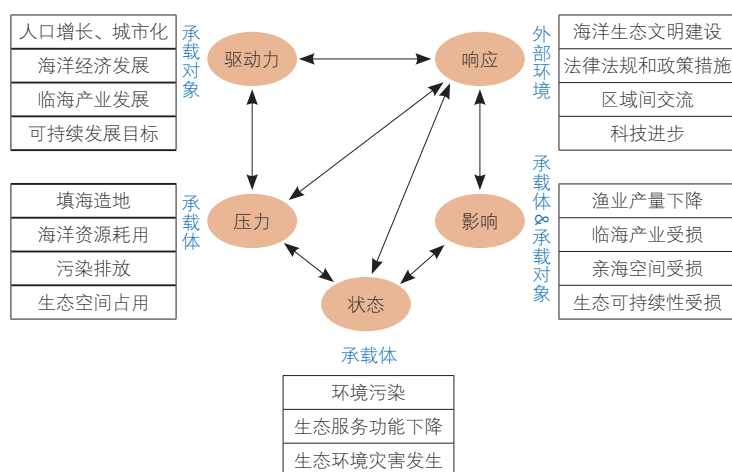 人口增长、城市化
海洋经济发展
临海产业发展
可持续发展目标
承载对象
驱动力
响应
外部环境
海洋生态文明建设
法律法规和政策措施
区域间交流
科技进步
填海造地
海洋资源耗用
污染排放
生态空间占用
承载体
压力
影响
承载体&承载对象
渔业产量下降
临海产业受损
亲海空间受损
生态可持续性受损
状态
承载体
环境污染
生态服务功能下降
生态环境灾害发生